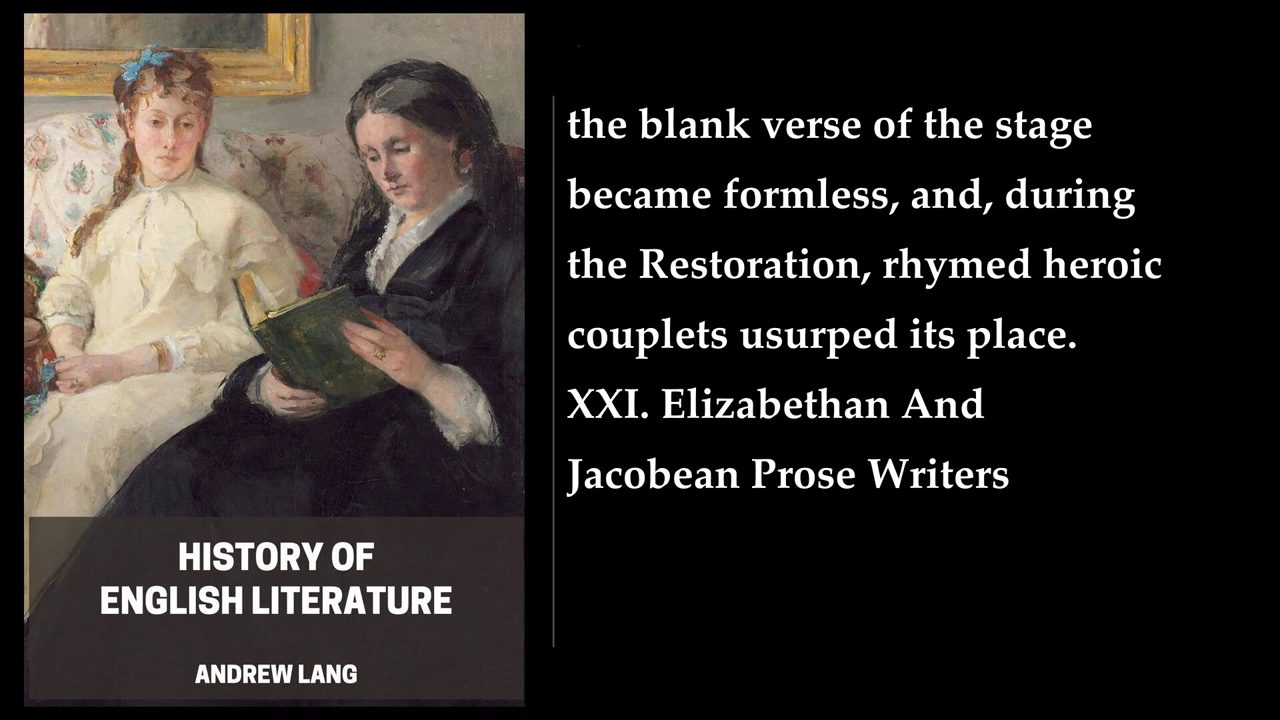 HISTORY OF
ENGLISH LITERATURE
ANDREW LANG
the blank verse of the stage
became formless, and, during
the Restoration, rhymed heroic
couplets usurped its place.
XXI. Elizabethan And
Jacobean Prose Writers